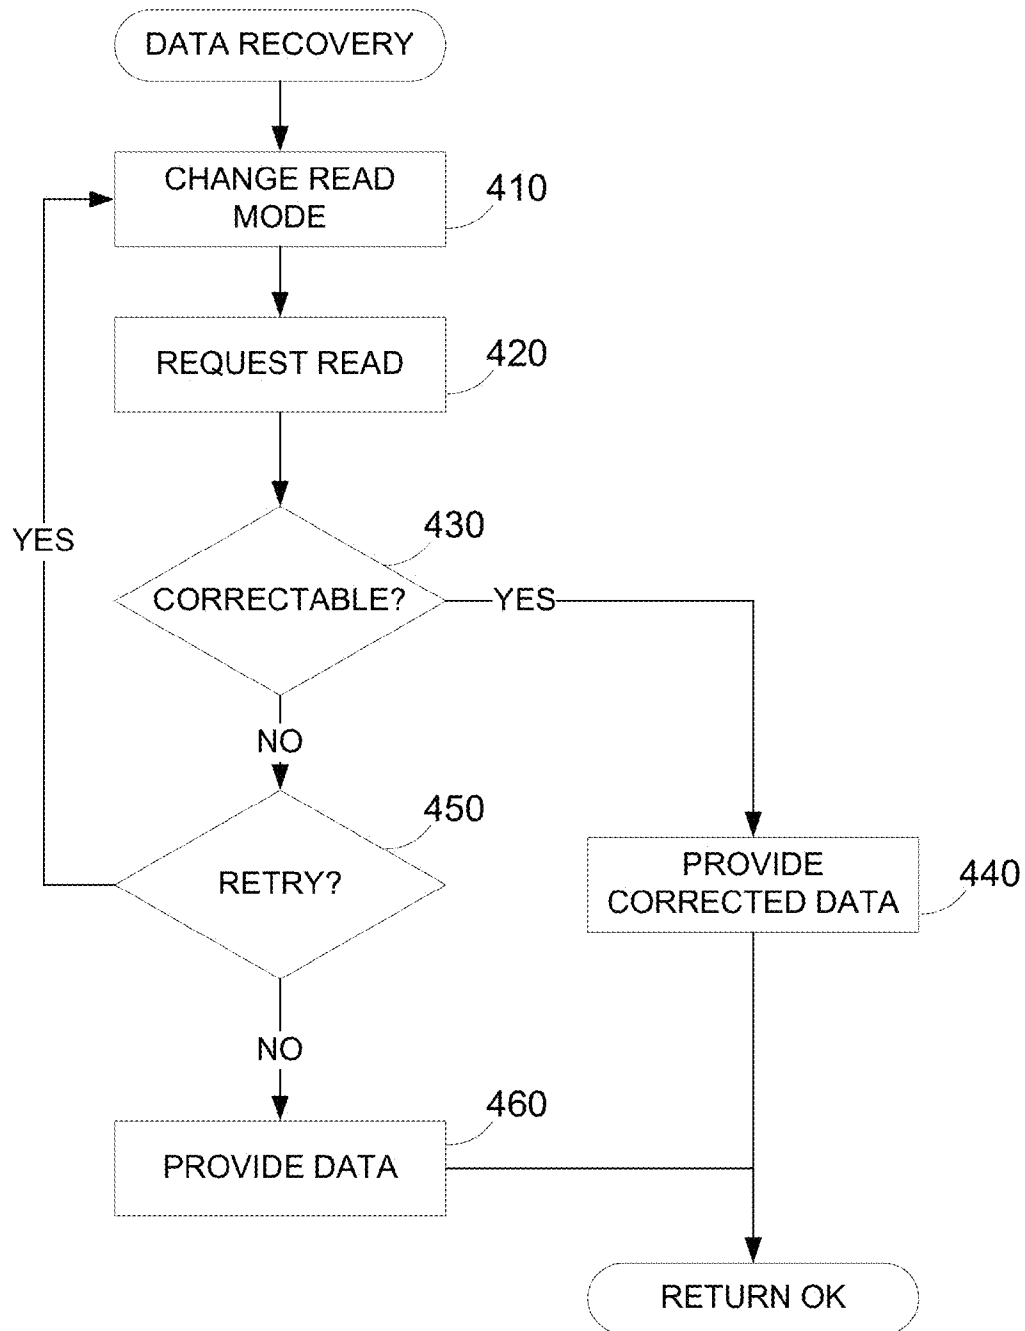 DATA RECOVERY
CHANGE READ
MODE
410
REQUEST READ
420
YES
430
CORRECTABLE?
YES
NO
450
RETRY?
PROVIDE
CORRECTED DATA
440
NO
460
PROVIDE DATA
RETURN OK